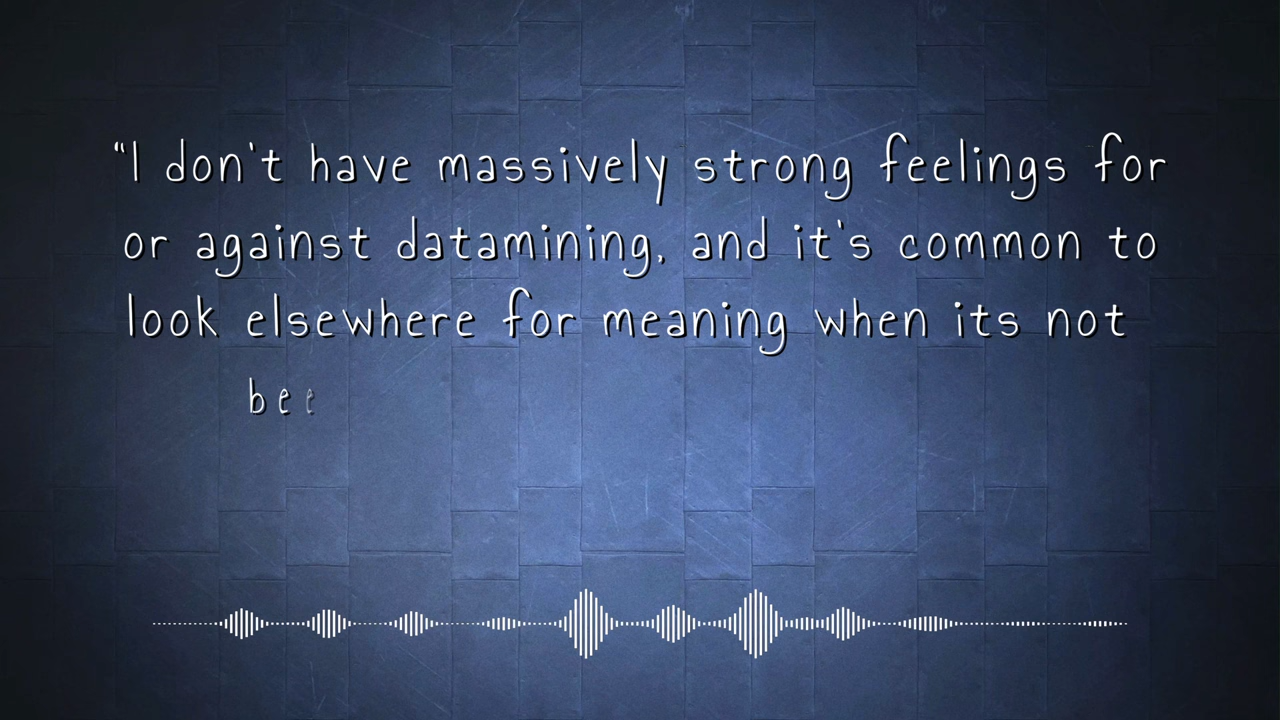 “I don't have massively strong feelings for
or against datamining, and it's common to
look elsewhere for meaning when its not
bee